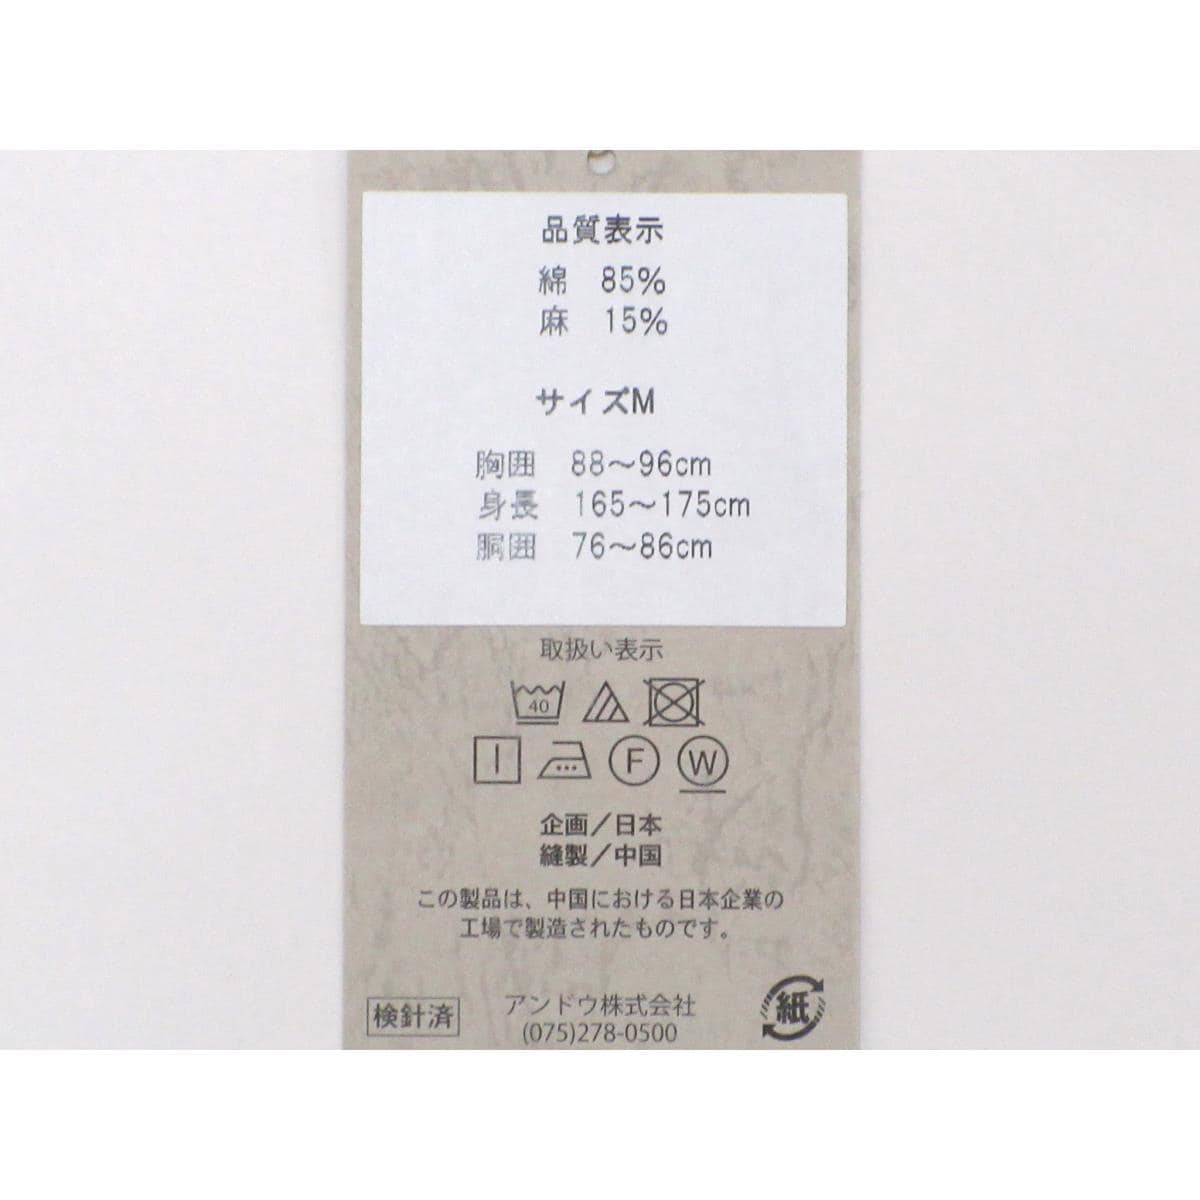 品質表示
綿 85%
麻 15%
サイズM
胸囲 88～96cm
身長 165～175cm
胴囲 76～86cm
取扱い表示
40
F W
企画/日本
縫製/中国
この製品は、中国における日本企業の
工場で製造されたものです。
検針済
アンドウ株式会社
(075)278-0500
紙